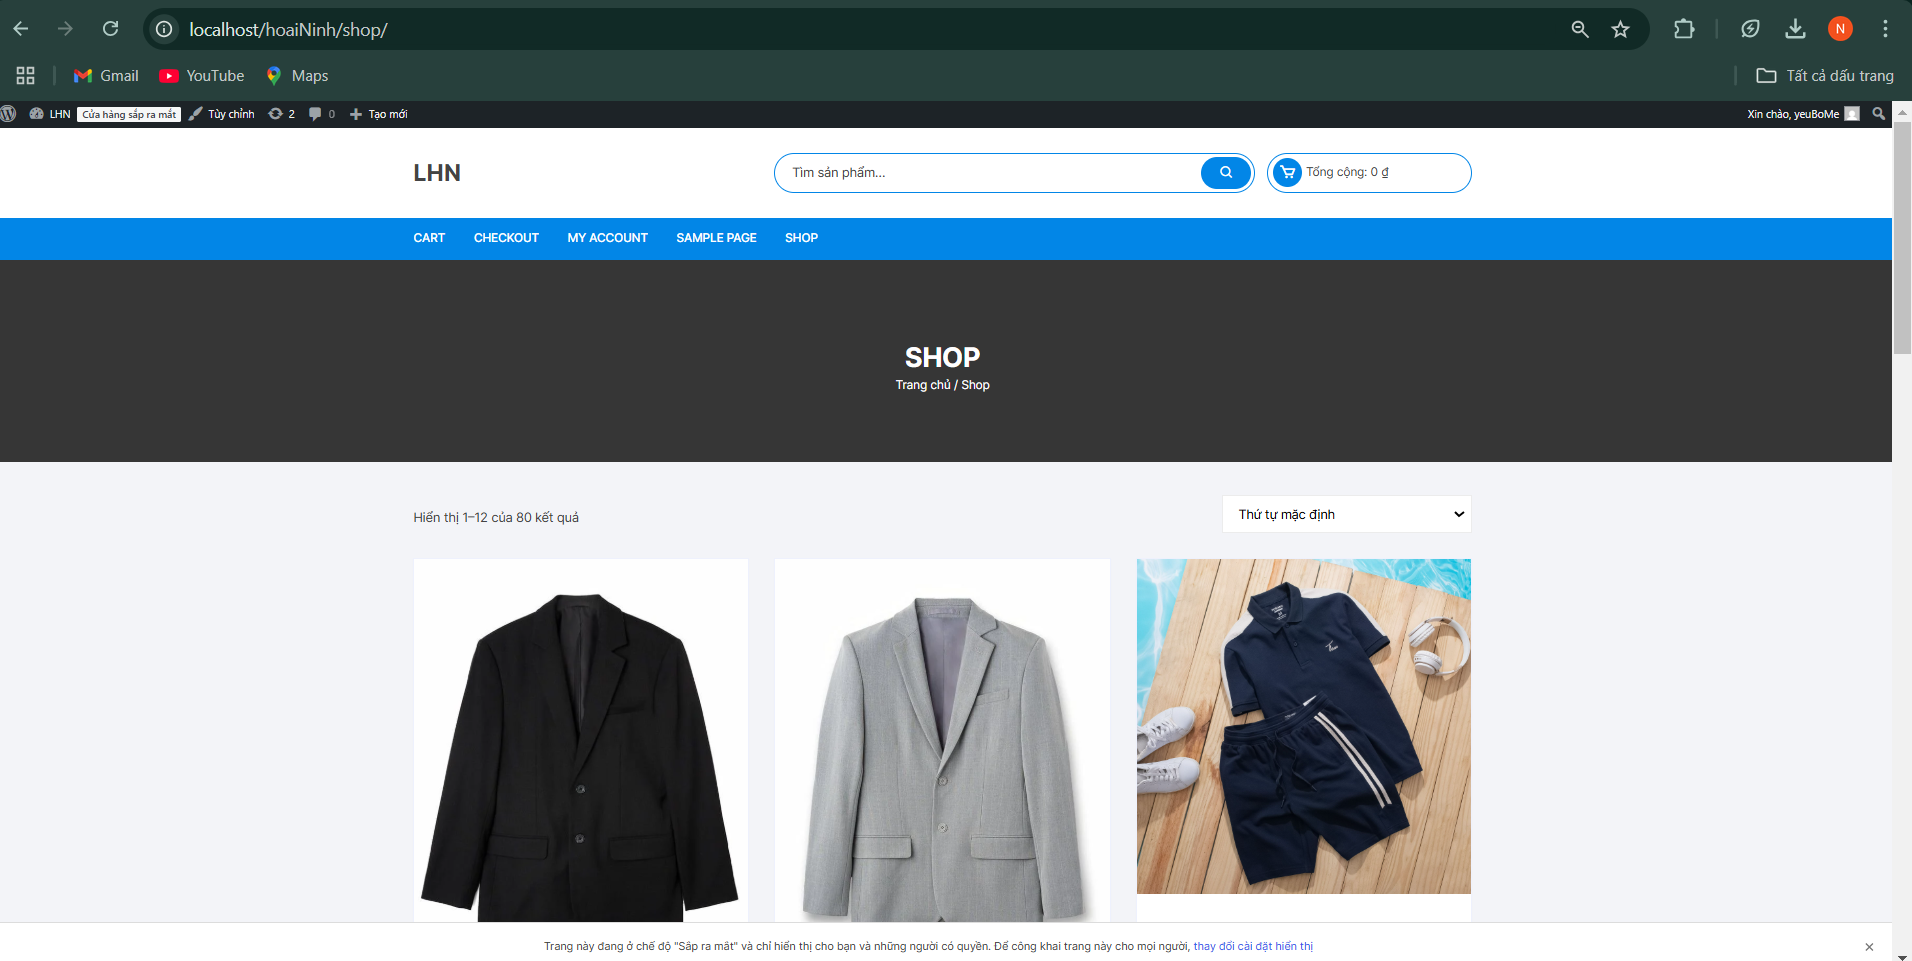 localhost/hoaiNinh/shop/
N
Gmail
YouTube
Maps
Tất cả dấu trang
LHN
Cửa hàng sắp ra mắt
Tùy chỉnh
2
0
Tạo mới
Xin chào, yeuBoMe
LHN
Tìm sản phẩm...
Tổng cộng: 0 ₫
CART
CHECKOUT
MY ACCOUNT
SAMPLE PAGE
SHOP
SHOP
Trang chủ / Shop
Hiển thị 1–12 của 80 kết quả
Thứ tự mặc định
Trang này đang ở chế độ "Sắp ra mắt" và chỉ hiển thị cho bạn và những người có quyền. Để công khai trang này cho mọi người, thay đổi cài đặt hiển thị